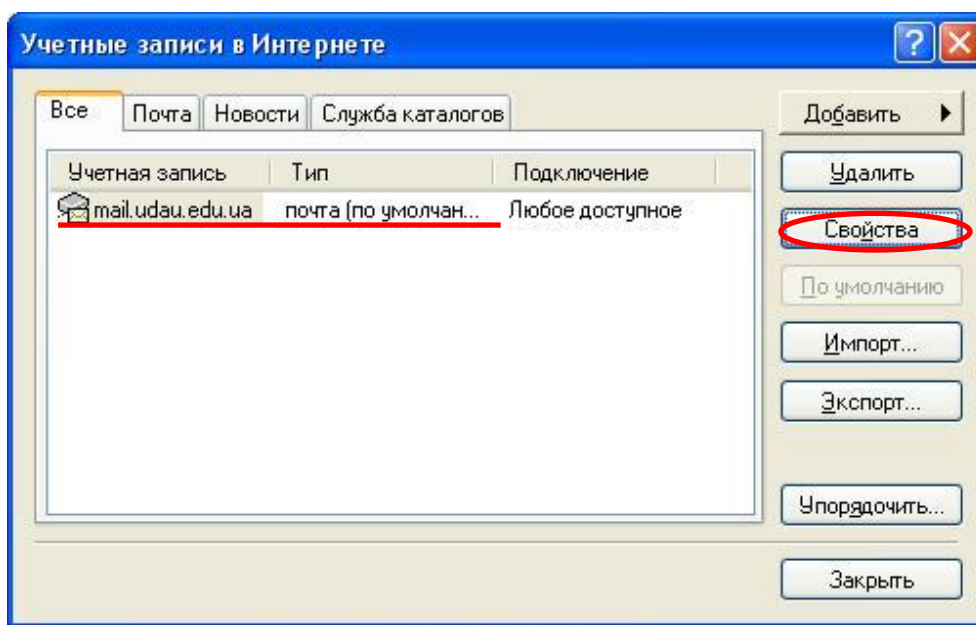 Учетные записи в Интернете
?
Все Почта Новости Служба каталогов
Добавить
Учетная запись Тип Подключение
Удалить
mail.udau.edu.ua почта (по умолчан... Любое доступное
Свойства
По умолчанию
Импорт...
Экспорт...
Упорядочить...
Закрыть